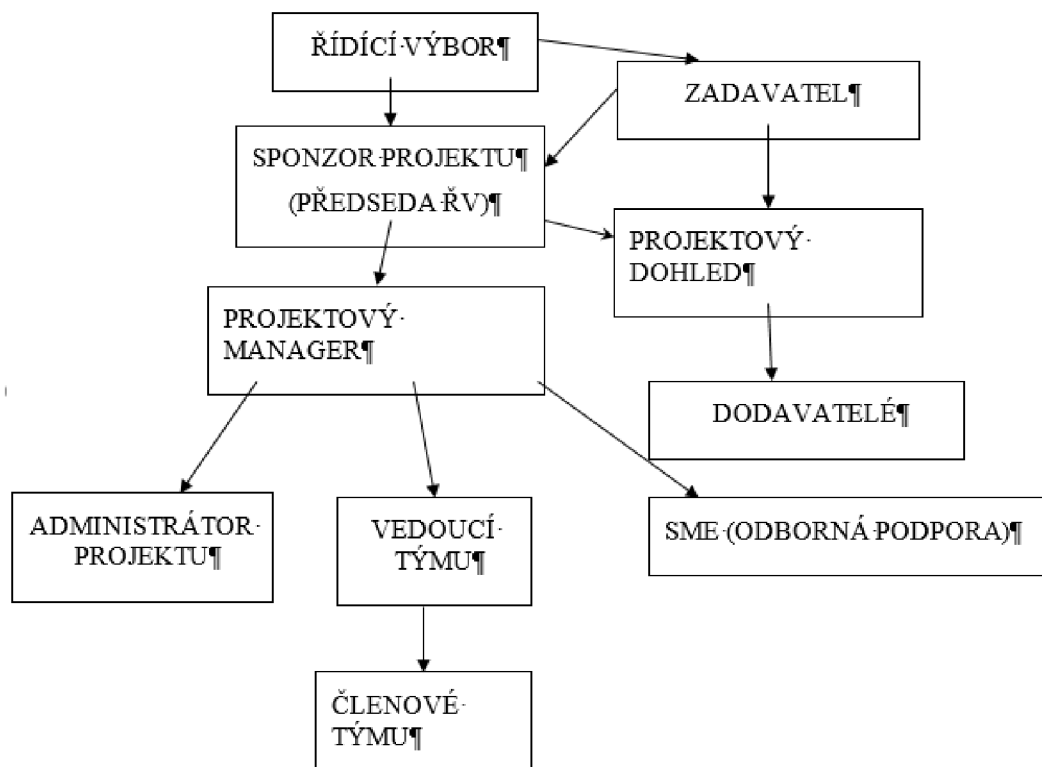 ŘÍDÍCÍ·VÝBOR¶
ZADAVATEL¶
SPONZOR·PROJEKTU¶
(PŘEDSEDA·ŘV)¶
PROJEKTOVÝ·
DOHLED¶
PROJEKTOVÝ·
MANAGER¶
DODAVATELÉ¶
ADMINISTRÁTOR·
PROJEKTU¶
VEDOUCÍ·
TÝMU¶
SME·(ODBORNÁ·PODPORA)¶
ČLENOVÉ·
TÝMU¶